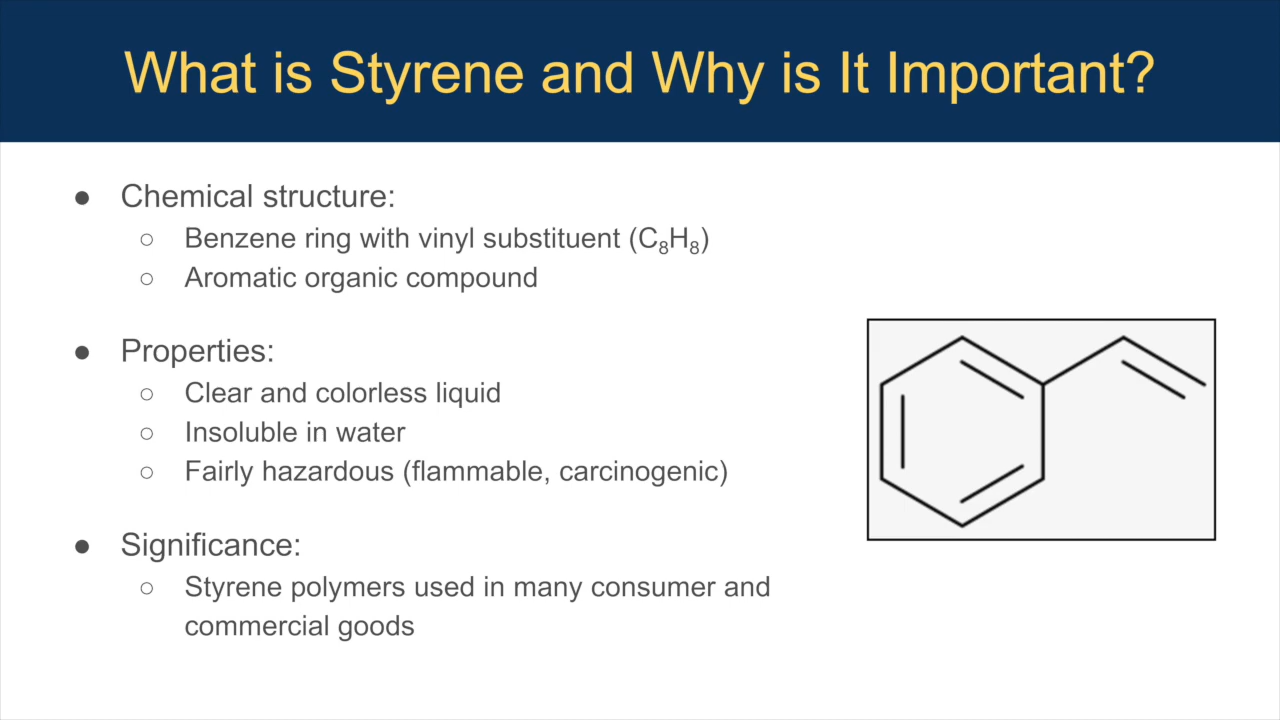 What is Styrene and Why is It Important?
● Chemical structure:
○ Benzene ring with vinyl substituent (C₈H₈)
○ Aromatic organic compound
● Properties:
○ Clear and colorless liquid
○ Insoluble in water
○ Fairly hazardous (flammable, carcinogenic)
● Significance:
○ Styrene polymers used in many consumer and
commercial goods